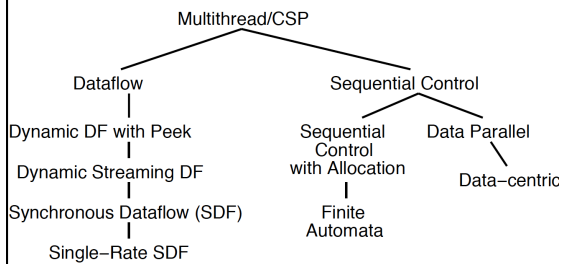 Multithread/CSP
Dataflow
Sequential Control
Dynamic DF with Peek
Sequential
Control
with Allocation
Data Parallel
Dynamic Streaming DF
Data−centric
Synchronous Dataflow (SDF)
Finite
Automata
Single−Rate SDF